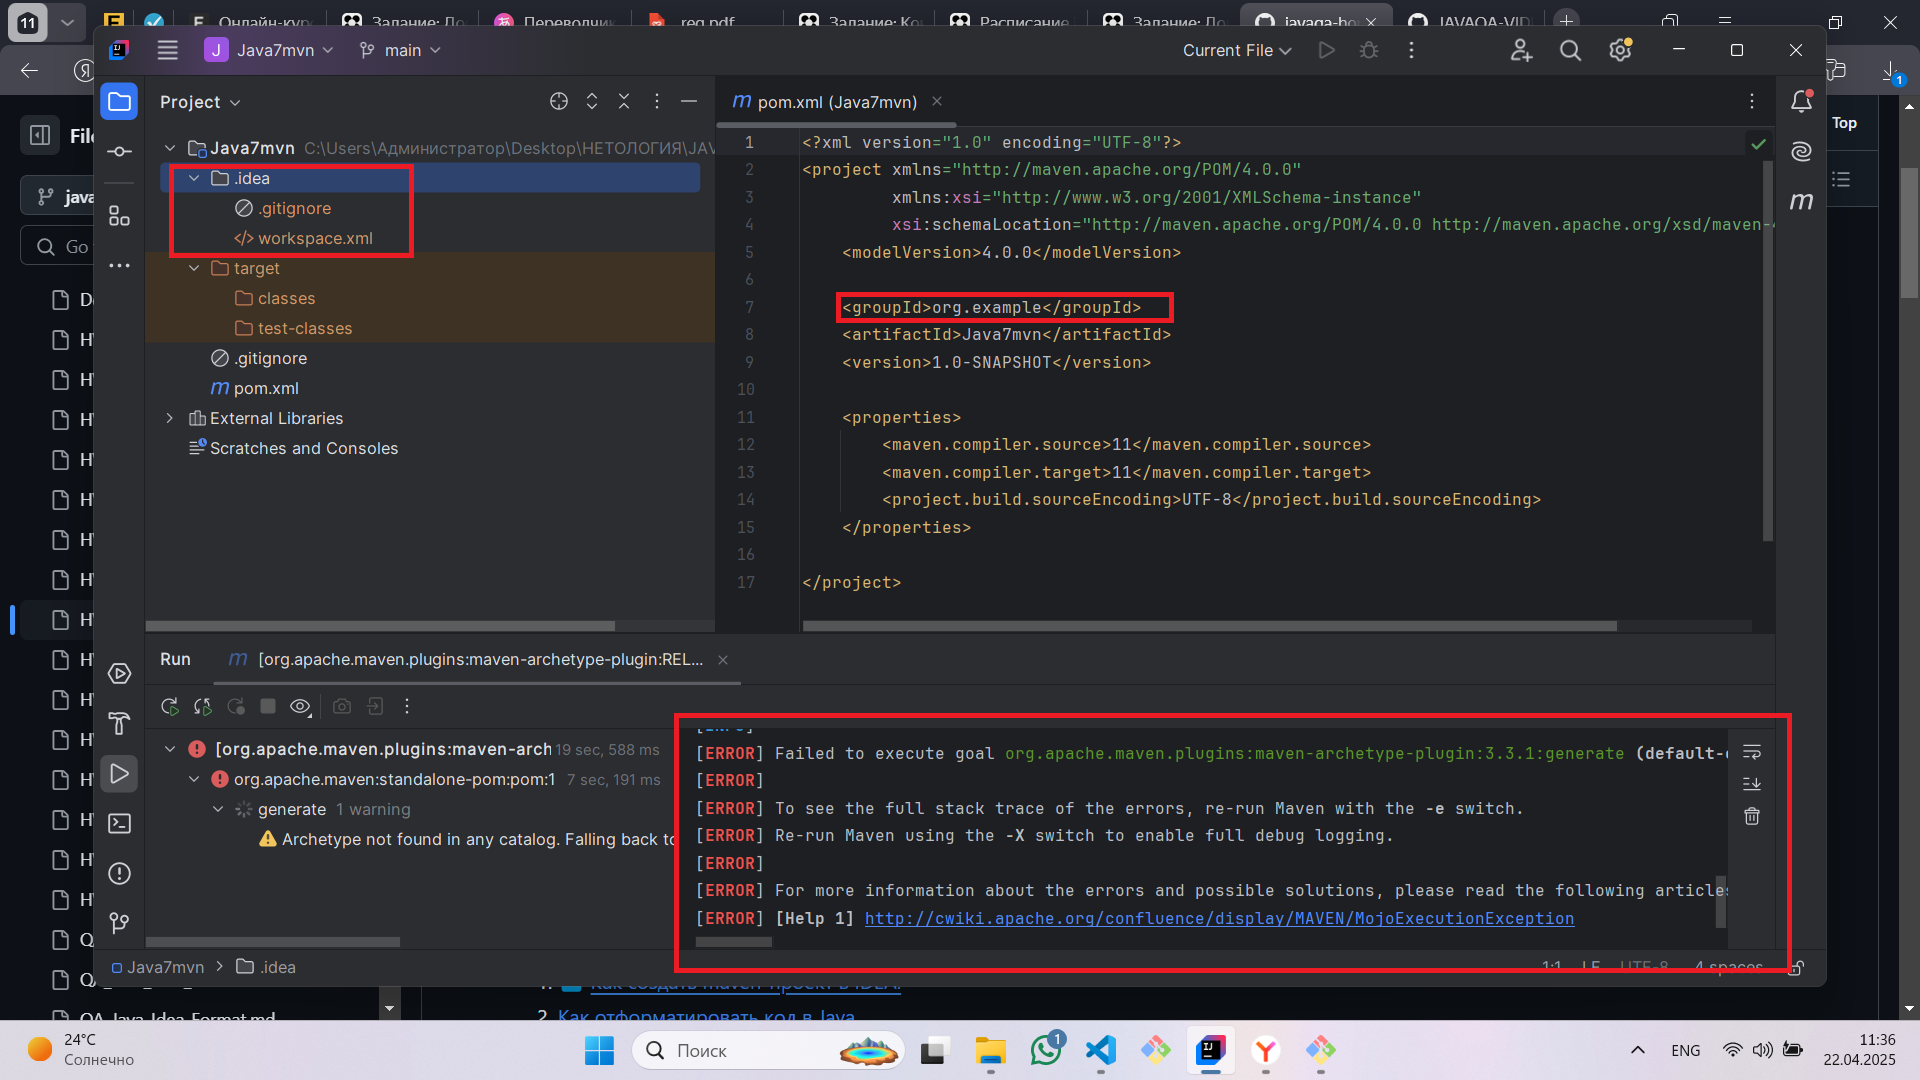 11
Онлайн-кур
Задание: До
Переводчик
req.pdf
Задание: Ко
Расписание
Задание: До
javaqa-ho
JAVAQA-VID
J Java7mvn
main
Current File
1
File
java
Go
Top
Project
pom.xml (Java7mvn)
Java7mvn C:\Users\Администратор\Desktop\НЕТОЛОГИЯ\JAV
.idea
.gitignore
workspace.xml
target
classes
test-classes
.gitignore
pom.xml
External Libraries
Scratches and Consoles
1 <?xml version="1.0" encoding="UTF-8"?>
2 <project xmlns="http://maven.apache.org/POM/4.0.0"
3 xmlns:xsi="http://www.w3.org/2001/XMLSchema-instance"
4 xsi:schemaLocation="http://maven.apache.org/POM/4.0.0 http://maven.apache.org/xsd/maven-4
5 <modelVersion>4.0.0</modelVersion>
6
7 <groupId>org.example</groupId>
8 <artifactId>Java7mvn</artifactId>
9 <version>1.0-SNAPSHOT</version>
10
11 <properties>
12 <maven.compiler.source>11</maven.compiler.source>
13 <maven.compiler.target>11</maven.compiler.target>
14 <project.build.sourceEncoding>UTF-8</project.build.sourceEncoding>
15 </properties>
16
17 </project>
Run
[org.apache.maven.plugins:maven-archetype-plugin:REL...
[org.apache.maven.plugins:maven-arch 19 sec, 588 ms
org.apache.maven:standalone-pom:pom:1 7 sec, 191 ms
generate 1 warning
Archetype not found in any catalog. Falling back to
[INFO]
[ERROR] Failed to execute goal org.apache.maven.plugins:maven-archetype-plugin:3.3.1:generate (default-c
[ERROR]
[ERROR] To see the full stack trace of the errors, re-run Maven with the -e switch.
[ERROR] Re-run Maven using the -X switch to enable full debug logging.
[ERROR]
[ERROR] For more information about the errors and possible solutions, please read the following articles
[ERROR] [Help 1] http://cwiki.apache.org/confluence/display/MAVEN/MojoExecutionException
Java7mvn > .idea
1:1 LF UTF-8 4 spaces
1. Как создать maven-проект в IDEA.
2. Как отформатировать код в Java
QA_Java_Idea_Format.md
24°C
Солнечно
Поиск
1
ENG
11:36
22.04.2025